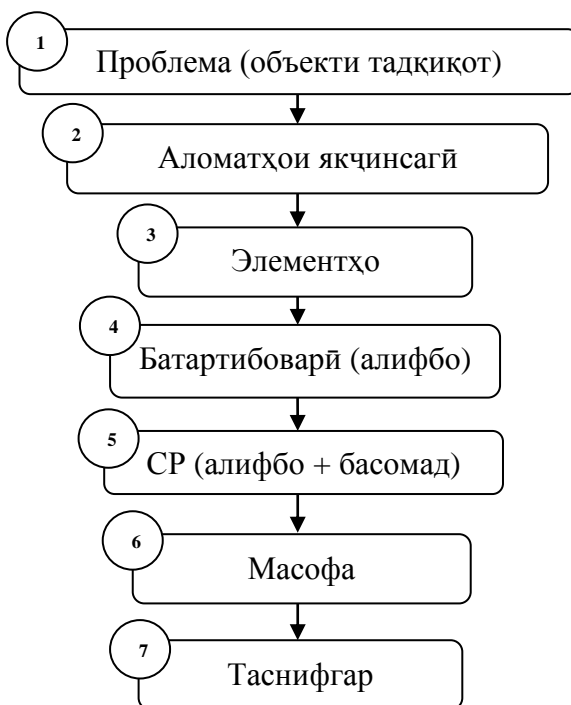 1
Проблема (объекти тадқиқот)
2
Аломатҳои якҷинсагӣ
3
Элементҳо
4
Батартибоварӣ (алифбо)
5
СР (алифбо + басомад)
6
Масофа
7
Таснифгар